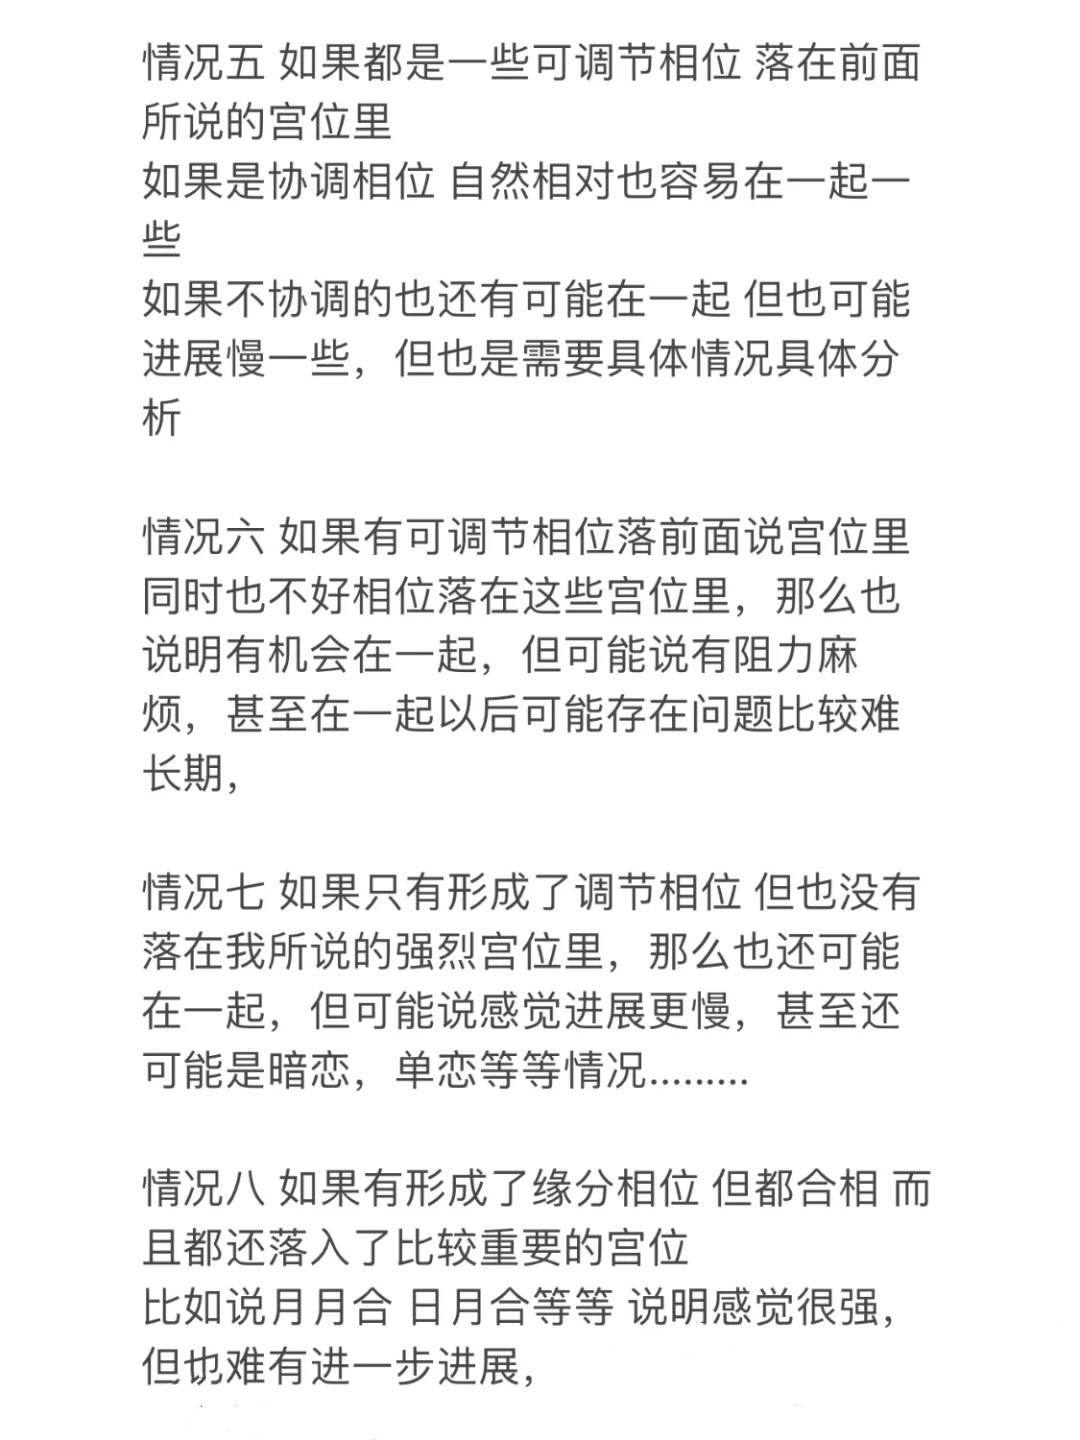 情况五 如果都是一些可调节相位 落在前面
所说的宫位里
如果是协调相位 自然相对也容易在一起一
些
如果不协调的也还有可能在一起 但也可能
进展慢一些，但也是需要具体情况具体分
析
情况六 如果有可调节相位落前面说宫位里
同时也不好相位落在这些宫位里，那么也
说明有机会在一起，但可能说有阻力麻
烦，甚至在一起以后可能存在问题比较难
长期，
情况七 如果只有形成了调节相位 但也没有
落在我所说的强烈宫位里，那么也还可能
在一起，但可能说感觉进展更慢，甚至还
可能是暗恋，单恋等等情况.........
情况八 如果有形成了缘分相位 但都合相 而
且都还落入了比较重要的宫位
比如说月月合 日月合等等 说明感觉很强，
但也难有进一步进展，